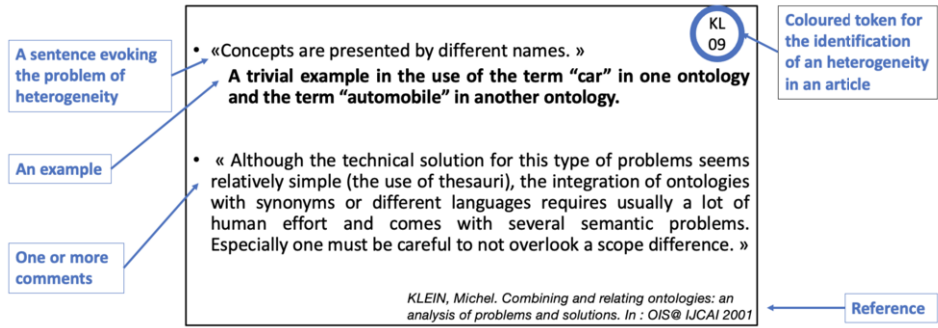 A sentence evoking
the problem of
heterogeneity
An example
One or more
comments
• «Concepts are presented by different names. »
A trivial example in the use of the term “car” in one ontology
and the term “automobile” in another ontology.
• « Although the technical solution for this type of problems seems
relatively simple (the use of thesauri), the integration of ontologies
with synonyms or different languages requires usually a lot of
human effort and comes with several semantic problems.
Especially one must be careful to not overlook a scope difference. »
KLEIN, Michel. Combining and relating ontologies: an
analysis of problems and solutions. In : OIS@ IJCAI 2001
KL
09
Coloured token for
the identification
of an heterogeneity
in an article
Reference